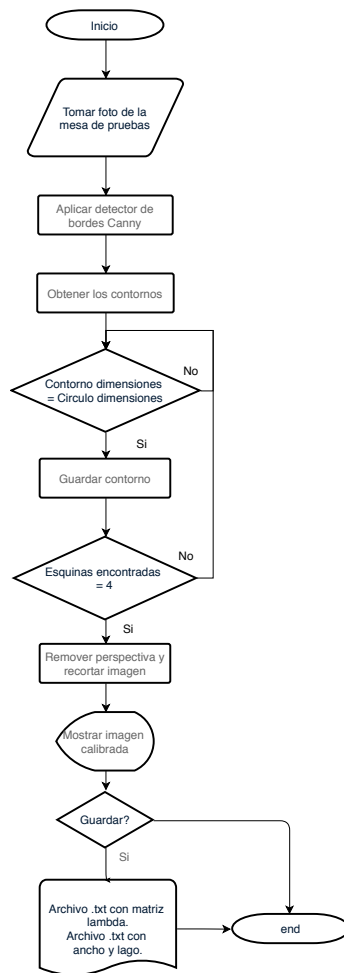 Inicio
Tomar foto de la
mesa de pruebas
Aplicar detector de
bordes Canny
Obtener los contornos
No
Contorno dimensiones
= Circulo dimensiones
Si
Guardar contorno
No
Esquinas encontradas
= 4
Si
Remover perspectiva y
recortar imagen
Mostrar imagen
calibrada
Guardar?
Si
Archivo .txt con matriz
lambda.
Archivo .txt con
ancho y lago.
end